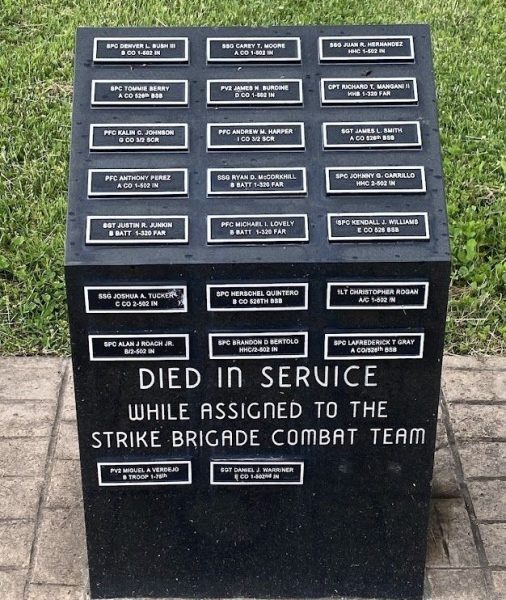 SPC DENVER L. BUSH III
B CO 1-502 IN
SSG CAREY T. MOORE
A CO 1-502 IN
SSG JUAN R. HERNANDEZ
HHC 1-502 IN
SPC TOMMIE BERRY
A CO 526th BSB
PV2 JAMES N. BURDINE
D CO 1-502 IN
CPT RICHARD T. MANGANI II
HHB 1-320 FAR
PFC KALIN C. JOHNSON
G CO 3/2 SCR
PFC ANDREW M. HARPER
I CO 3/2 SCR
SGT JAMES L. SMITH
A CO 526th BSB
PFC ANTHONY PEREZ
A CO 1-502 IN
SSG RYAN D. McCORKHILL
B BATT 1-320 FAR
SPC JOHNNY G. CARRILLO
HHC 2-502 IN
SGT JUSTIN R. JUNKIN
B BATT 1-320 FAR
PFC MICHAEL I. LOVELY
B BATT 1-320 FAR
SPC KENDALL J. WILLIAMS
E CO 526 BSB
SSG JOSHUA A. TUCKER
C CO 2-502 IN
SPC HERSCHEL QUINTERO
B CO 526TH BSB
1LT CHRISTOPHER ROGAN
A/C 1-502 IN
SPC ALAN J ROACH JR.
B/2-502 IN
SPC BRANDON D BERTOLO
HHC/2-502 IN
SPC LAFREDERICK T GRAY
A CO/526th BSB
DIED IN SERVICE
WHILE ASSIGNED TO THE
STRIKE BRIGADE COMBAT TEAM
PV2 MIGUEL A VERDEJO
B TROOP 1-75th
SGT DANIEL J. WARRINER
E CO 1-502nd IN